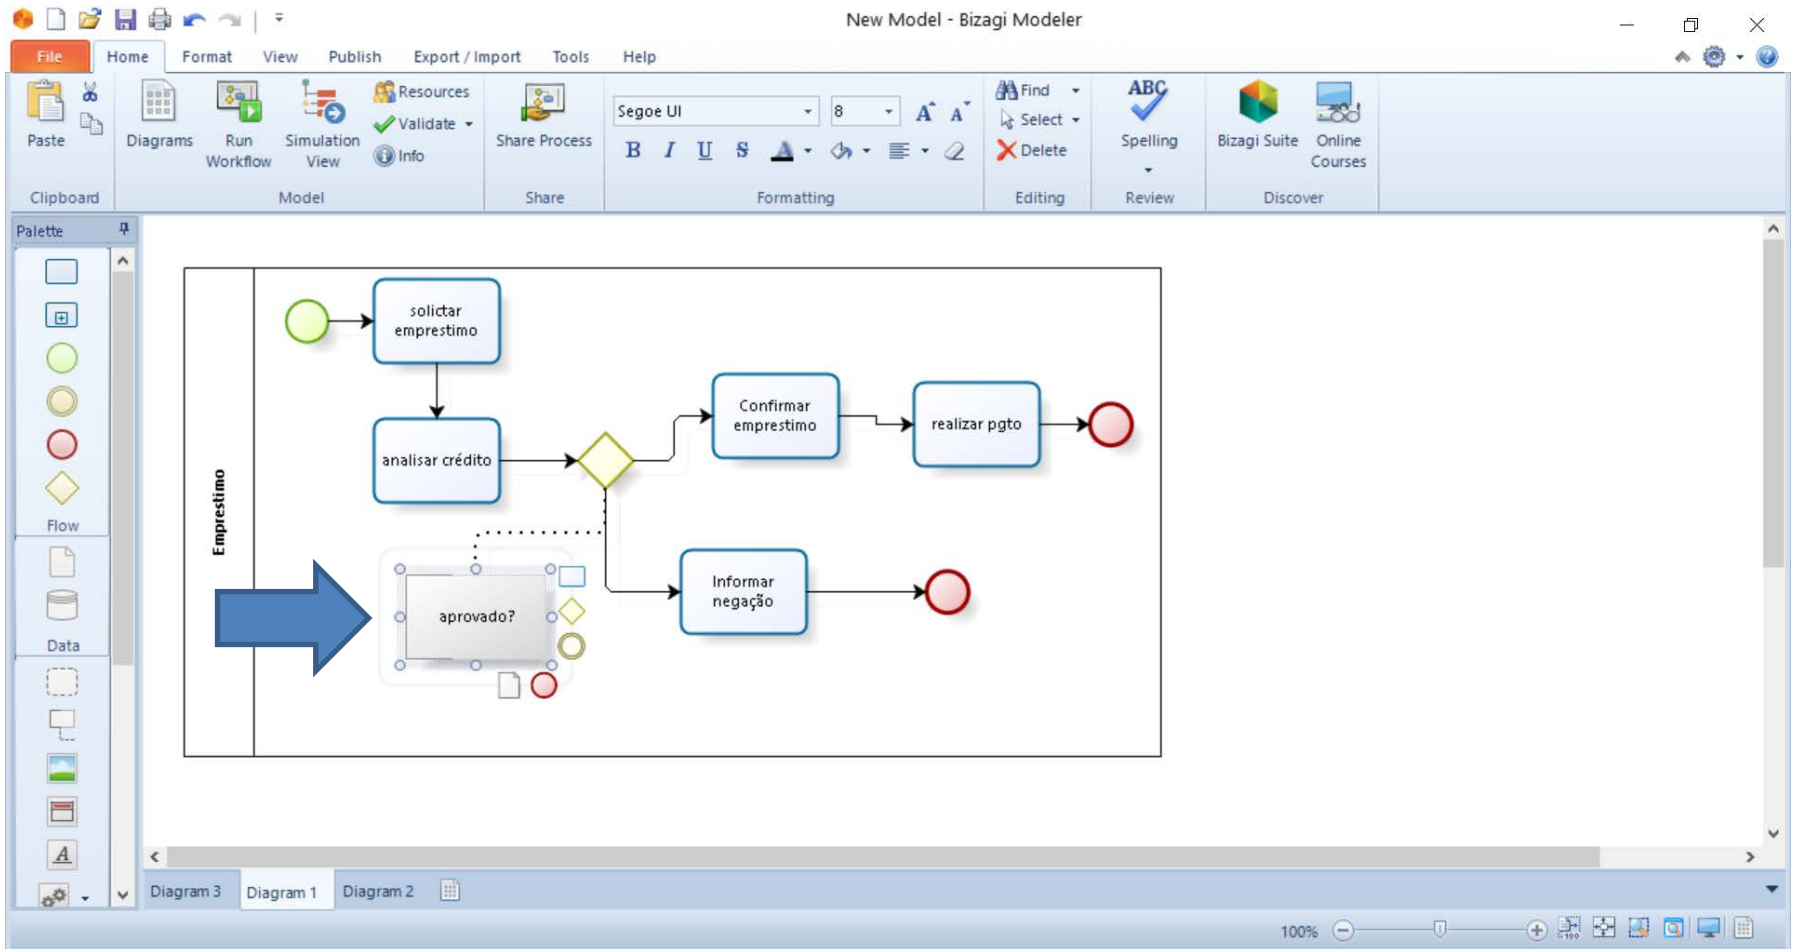 New Model - Bizagi Modeler
File Home Format View Publish Export / Import Tools Help
Paste
Clipboard
Diagrams
Run
Workflow
Simulation
View
Resources
Validate
Info
Model
Share Process
Share
Segoe UI 8 A A
B I U S A
Formatting
Find
Select
Delete
Editing
ABC
Spelling
Review
Bizagi Suite
Online
Courses
Discover
Palette
Flow
Data
A
Emprestimo
solictar
emprestimo
analisar crédito
Confirmar
emprestimo
realizar pgto
Informar
negação
aprovado?
Diagram 3 Diagram 1 Diagram 2
100%